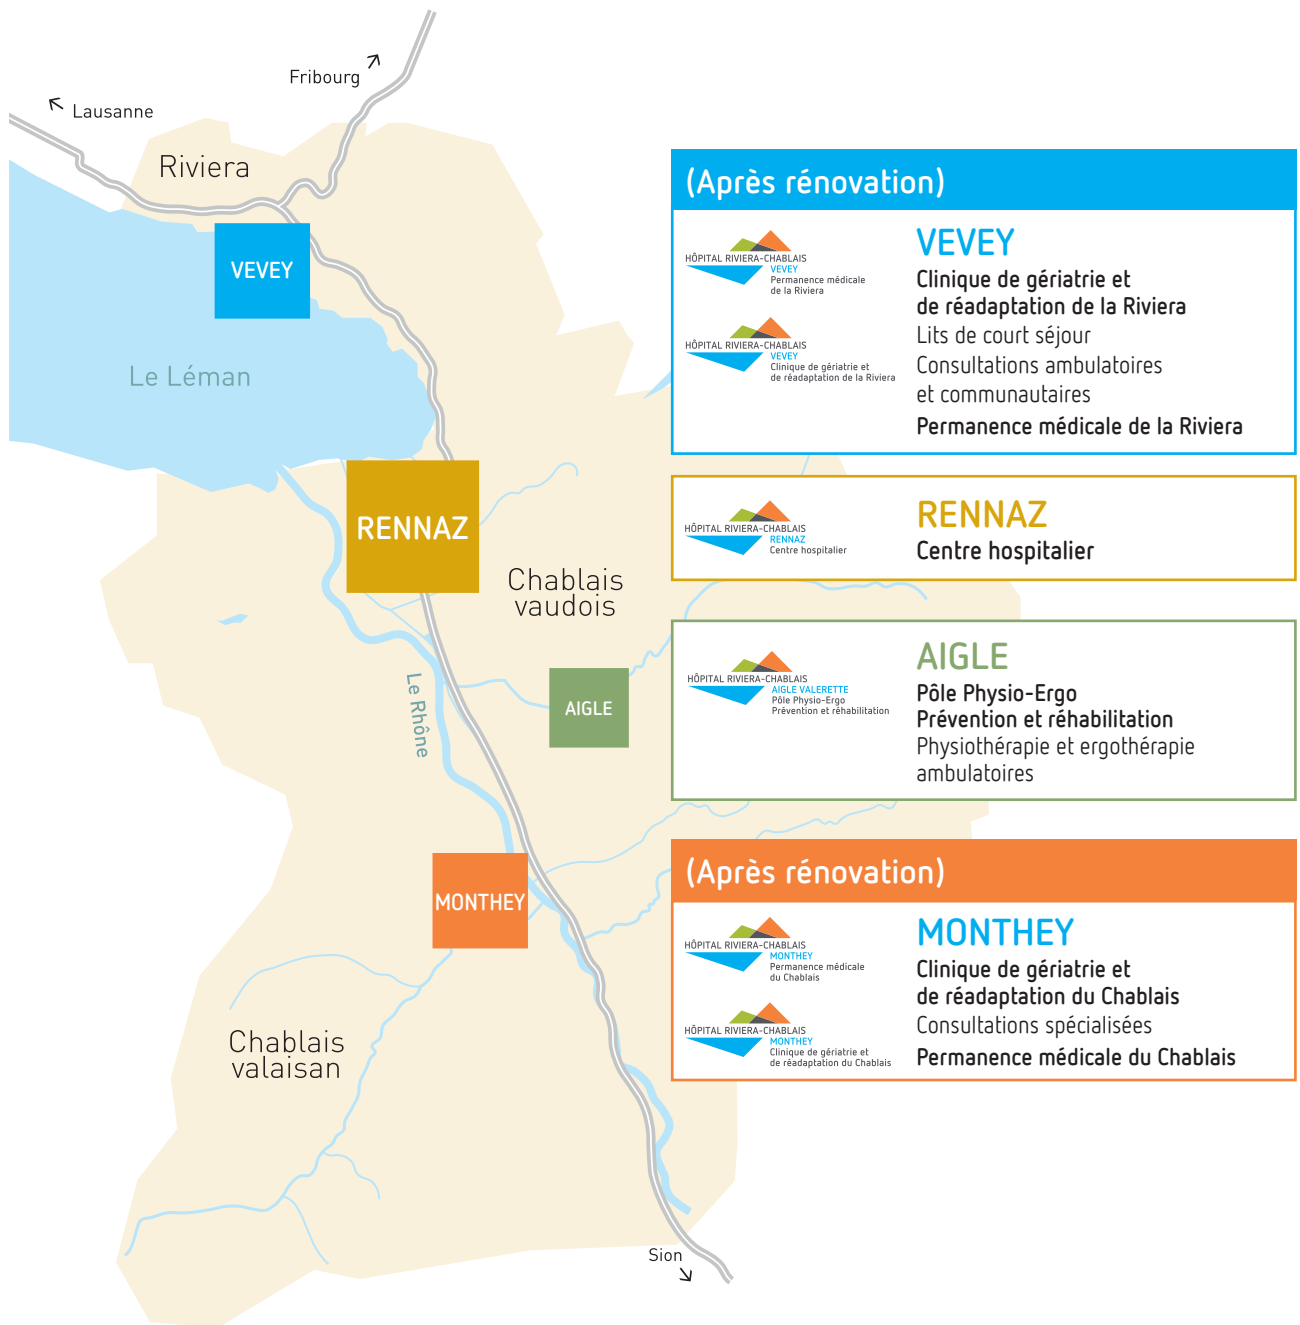 Fribourg
Lausanne
Riviera
VEVEY
Le Léman
RENNAZ
Chablais
vaudois
Le Rhône
AIGLE
MONTHEY
Chablais
valaisan
Sion
(Après rénovation)
HÔPITAL RIVIERA-CHABLAIS
VEVEY
Permanence médicale
de la Riviera
HÔPITAL RIVIERA-CHABLAIS
VEVEY
Clinique de gériatrie et
de réadaptation de la Riviera
VEVEY
Clinique de gériatrie et
de réadaptation de la Riviera
Lits de court séjour
Consultations ambulatoires
et communautaires
Permanence médicale de la Riviera
HÔPITAL RIVIERA-CHABLAIS
RENNAZ
Centre hospitalier
RENNAZ
Centre hospitalier
HÔPITAL RIVIERA-CHABLAIS
AIGLE VALERETTE
Pôle Physio-Ergo
Prévention et réhabilitation
AIGLE
Pôle Physio-Ergo
Prévention et réhabilitation
Physiothérapie et ergothérapie
ambulatoires
(Après rénovation)
HÔPITAL RIVIERA-CHABLAIS
MONTHEY
Permanence médicale
du Chablais
HÔPITAL RIVIERA-CHABLAIS
MONTHEY
Clinique de gériatrie et
de réadaptation du Chablais
MONTHEY
Clinique de gériatrie et
de réadaptation du Chablais
Consultations spécialisées
Permanence médicale du Chablais